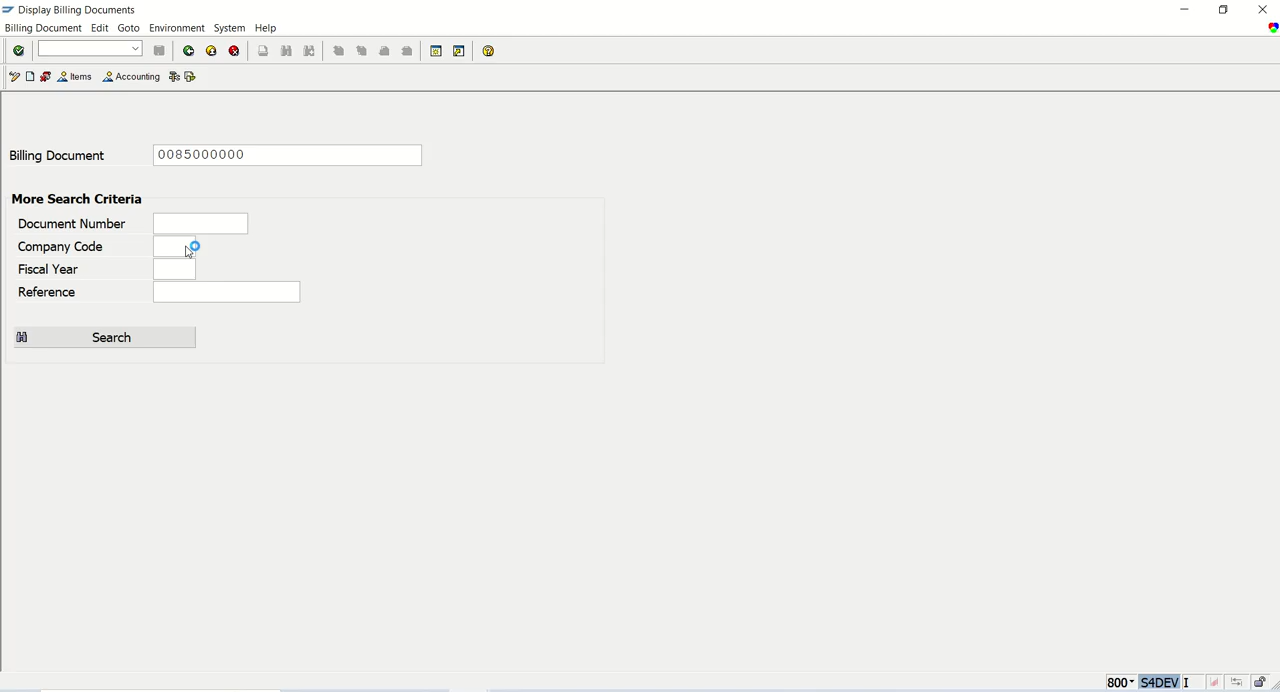 Display Billing Documents
Billing Document Edit Goto Environment System Help
Items Accounting
Billing Document 0085000000
More Search Criteria
Document Number
Company Code
Fiscal Year
Reference
Search
800 S4DEV I